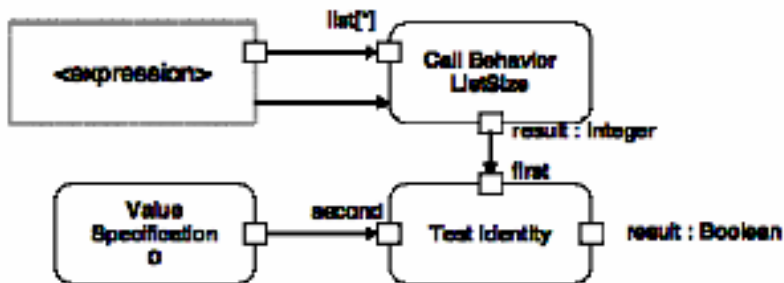 list[*]
<expression>
Call Behavior
ListSize
result : Integer
first
Value
Specification
0
second
Test Identity
result : Boolean